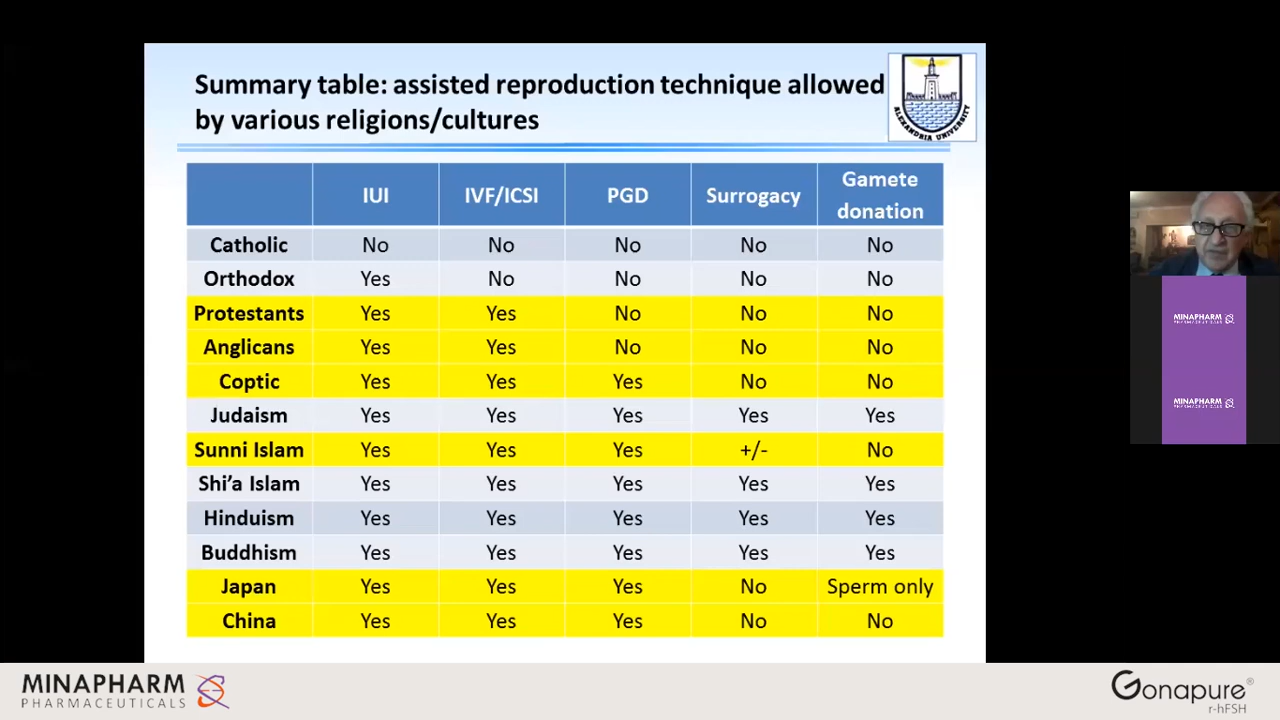 Summary table: assisted reproduction technique allowed
by various religions/cultures
ALEXANDRIA UNIVERSITY
IUI IVF/ICSI PGD Surrogacy Gamete
donation
Catholic No No No No No
Orthodox Yes No No No No
Protestants Yes Yes No No No
Anglicans Yes Yes No No No
Coptic Yes Yes Yes No No
Judaism Yes Yes Yes Yes Yes
Sunni Islam Yes Yes Yes +/- No
Shi’a Islam Yes Yes Yes Yes Yes
Hinduism Yes Yes Yes Yes Yes
Buddhism Yes Yes Yes Yes Yes
Japan Yes Yes Yes No Sperm only
China Yes Yes Yes No No
MINAPHARM
MINAPHARM
MINAPHARM
PHARMACEUTICALS
Gonapure®
r-hFSH